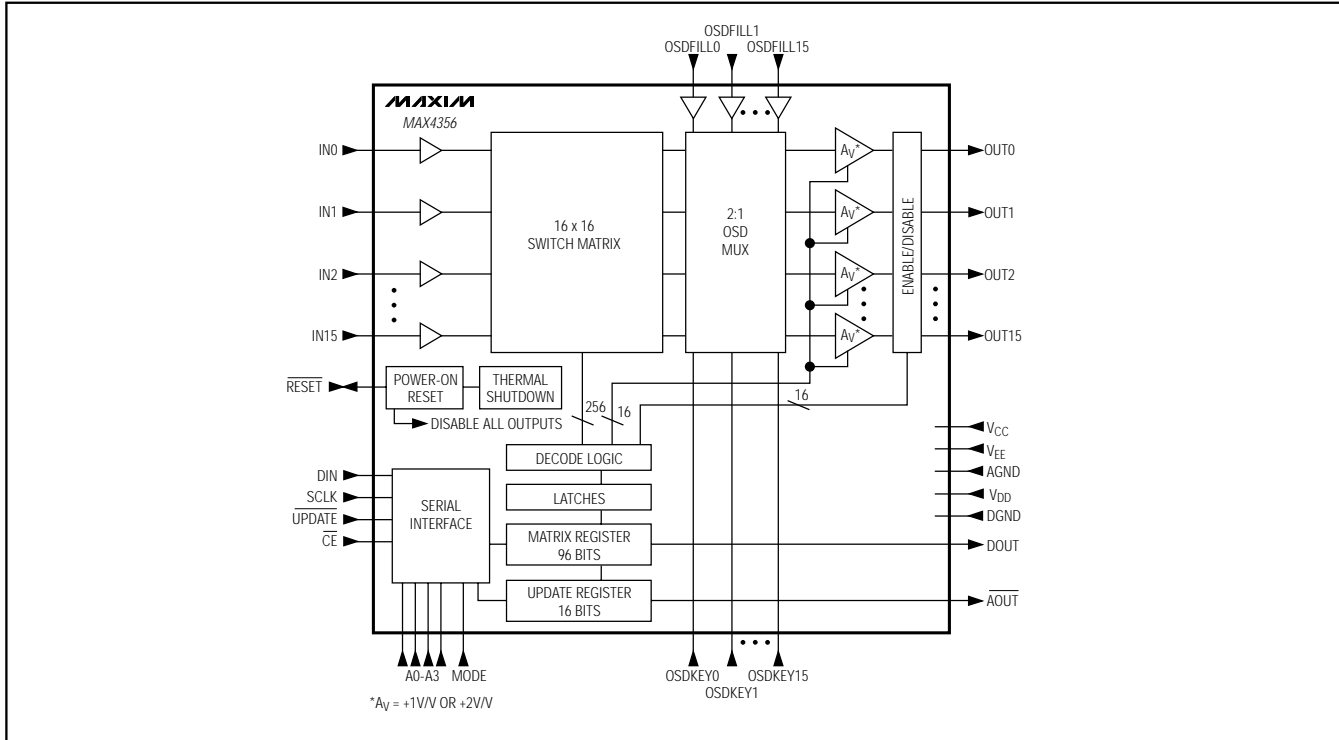 OSDFILL1
OSDFILL0 OSDFILL15
MAXIM
MAX4356
IN0
IN1
IN2
IN15
16 x 16
SWITCH MATRIX
2:1
OSD
MUX
AV*
AV*
AV*
AV*
ENABLE/DISABLE
OUT0
OUT1
OUT2
OUT15
RESET
POWER-ON
RESET
THERMAL
SHUTDOWN
DISABLE ALL OUTPUTS
256
16
16
DECODE LOGIC
LATCHES
MATRIX REGISTER
96 BITS
UPDATE REGISTER
16 BITS
DIN
SCLK
UPDATE
CE
SERIAL
INTERFACE
VCC
VEE
AGND
VDD
DGND
DOUT
AOUT
A0-A3 MODE
OSDKEY0 OSDKEY15
OSDKEY1
*AV = +1V/V OR +2V/V